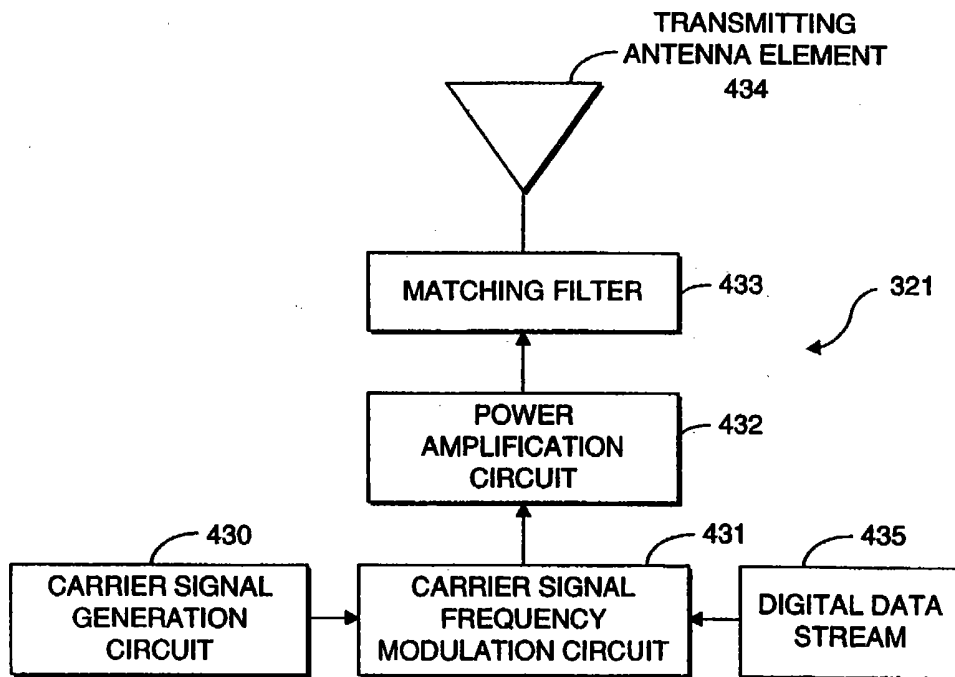 TRANSMITTING
ANTENNA ELEMENT
434
MATCHING FILTER
433
321
POWER
AMPLIFICATION
CIRCUIT
432
430
431
435
CARRIER SIGNAL
GENERATION
CIRCUIT
CARRIER SIGNAL
FREQUENCY
MODULATION CIRCUIT
DIGITAL DATA
STREAM